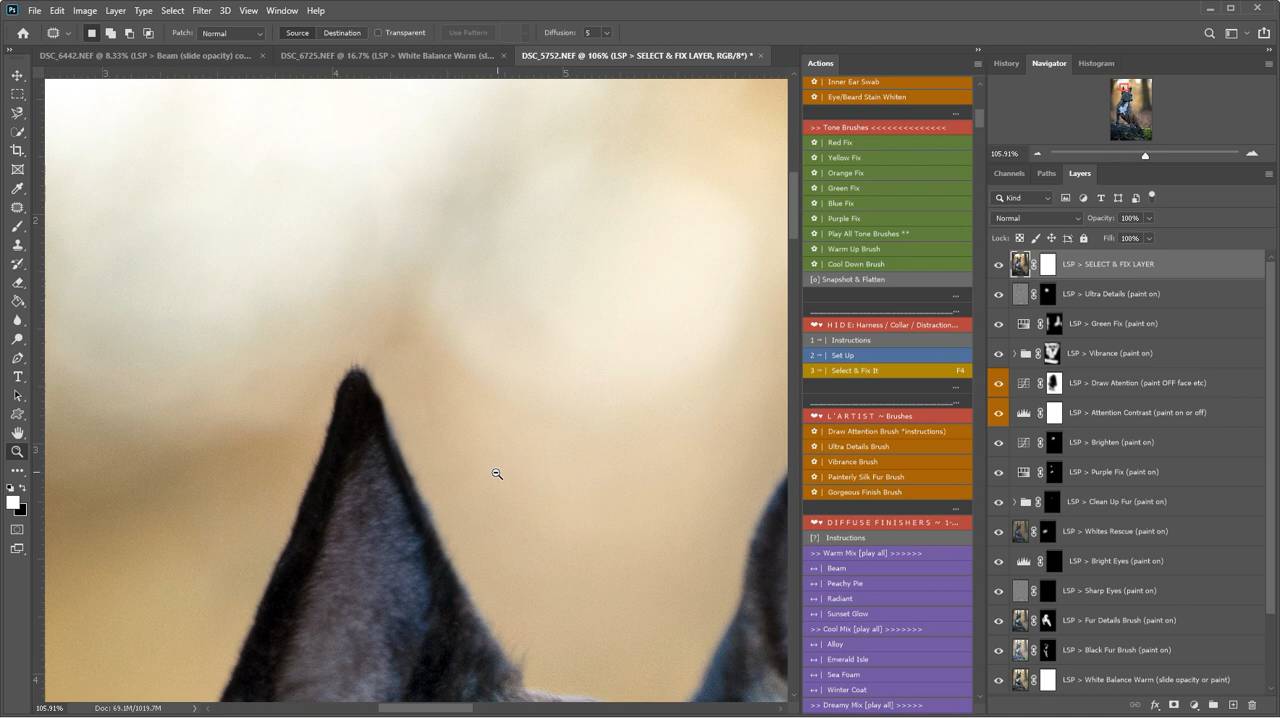 File Edit Image Layer Type Select Filter 3D View Window Help
Patch: Normal Source Destination Transparent Use Pattern Diffusion: 5
DSC_6442.NEF @ 8.33% (LSP > Beam (slide opacity) co... × DSC_6725.NEF @ 16.7% (LSP > White Balance Warm (sl... × DSC_5752.NEF @ 106% (LSP > SELECT & FIX LAYER, RGB/8*) * ×
3 4 5
2
3
4
Actions
Inner Ear Swab
Eye/Beard Stain Whiten
...
>> Tone Brushes <<<<<<<<<<<<<<
Red Fix
Yellow Fix
Orange Fix
Green Fix
Blue Fix
Purple Fix
Play All Tone Brushes **
Warm Up Brush
Cool Down Brush
[o] Snapshot & Flatten
...
...
H I D E: Harness / Collar / Distraction...
1 → | Instructions
2 → | Set Up
3 → | Select & Fix It F4
...
...
L ' A R T I S T ~ Brushes
Draw Attention Brush *instructions)
Ultra Details Brush
Vibrance Brush
Painterly Silk Fur Brush
Gorgeous Finish Brush
...
D I F F U S E F I N I S H E R S ~ 1-...
[?] Instructions
>> Warm Mix [play all] >>>>>>
↔ | Beam
↔ | Peachy Pie
↔ | Radiant
↔ | Sunset Glow
>> Cool Mix [play all] >>>>>>>
↔ | Alloy
↔ | Emerald Isle
↔ | Sea Foam
↔ | Winter Coat
>> Dreamy Mix [play all] >>>>>
History Navigator Histogram
105.91%
Channels Paths Layers
Kind
Normal Opacity: 100%
Lock: Fill: 100%
LSP > SELECT & FIX LAYER
LSP > Ultra Details (paint on)
LSP > Green Fix (paint on)
LSP > Vibrance (paint on)
LSP > Draw Atention (paint OFF face etc)
LSP > Attention Contrast (paint on or off)
LSP > Brighten (paint on)
LSP > Purple Fix (paint on)
LSP > Clean Up Fur (paint on)
LSP > Whites Rescue (paint on)
LSP > Bright Eyes (paint on)
LSP > Sharp Eyes (paint on)
LSP > Fur Details Brush (paint on)
LSP > Black Fur Brush (paint on)
LSP > White Balance Warm (slide opacity or paint)
105.91% Doc: 69.1M/1019.7M